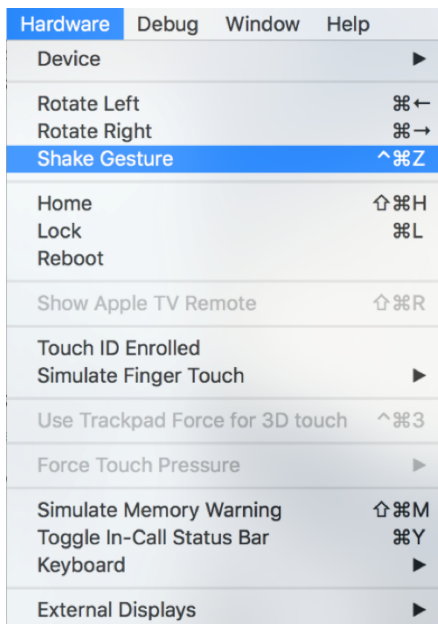 Hardware Debug Window Help
Device ▶
Rotate Left ⌘←
Rotate Right ⌘→
Shake Gesture ^⌘Z
Home ⇧⌘H
Lock ⌘L
Reboot
Show Apple TV Remote ⇧⌘R
Touch ID Enrolled
Simulate Finger Touch ▶
Use Trackpad Force for 3D touch ^⌘3
Force Touch Pressure ▶
Simulate Memory Warning ⇧⌘M
Toggle In-Call Status Bar ⌘Y
Keyboard ▶
External Displays ▶